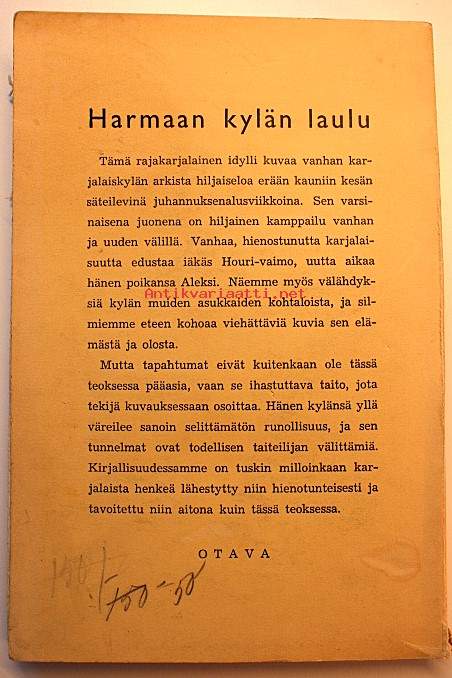 Harmaan kylän laulu
Tämä rajakarjalainen idylli kuvaa vanhan kar-
jalaiskylän arkista hiljaiseloa erään kauniin kesän
säteilevinä juhannuksenalusviikkoina. Sen varsi-
naisena juonena on hiljainen kamppailu vanhan
ja uuden välillä. Vanhaa, hienostunutta karjalai-
suutta edustaa iäkäs Houri-vaimo, uutta aikaa
hänen poikansa Aleksi. Näemme myös välähdyk-
siä kylän muiden asukkaiden kohtaloista, ja sil-
Antikvariaatti.net
miemme eteen kohoaa viehättäviä kuvia sen elä-
mästä ja olosta.
Mutta tapahtumat eivät kuitenkaan ole tässä
teoksessa pääasia, vaan se ihastuttava taito, jota
tekijä kuvauksessaan osoittaa. Hänen kylänsä yllä
väreilee sanoin selittämätön runollisuus, ja sen
tunnelmat ovat todellisen taiteilijan välittämiä.
Kirjallisuudessamme on tuskin milloinkaan kar-
jalaista henkeä lähestytty niin hienotunteisesti ja
tavoitettu niin aitona kuin tässä teoksessa.
OTAVA